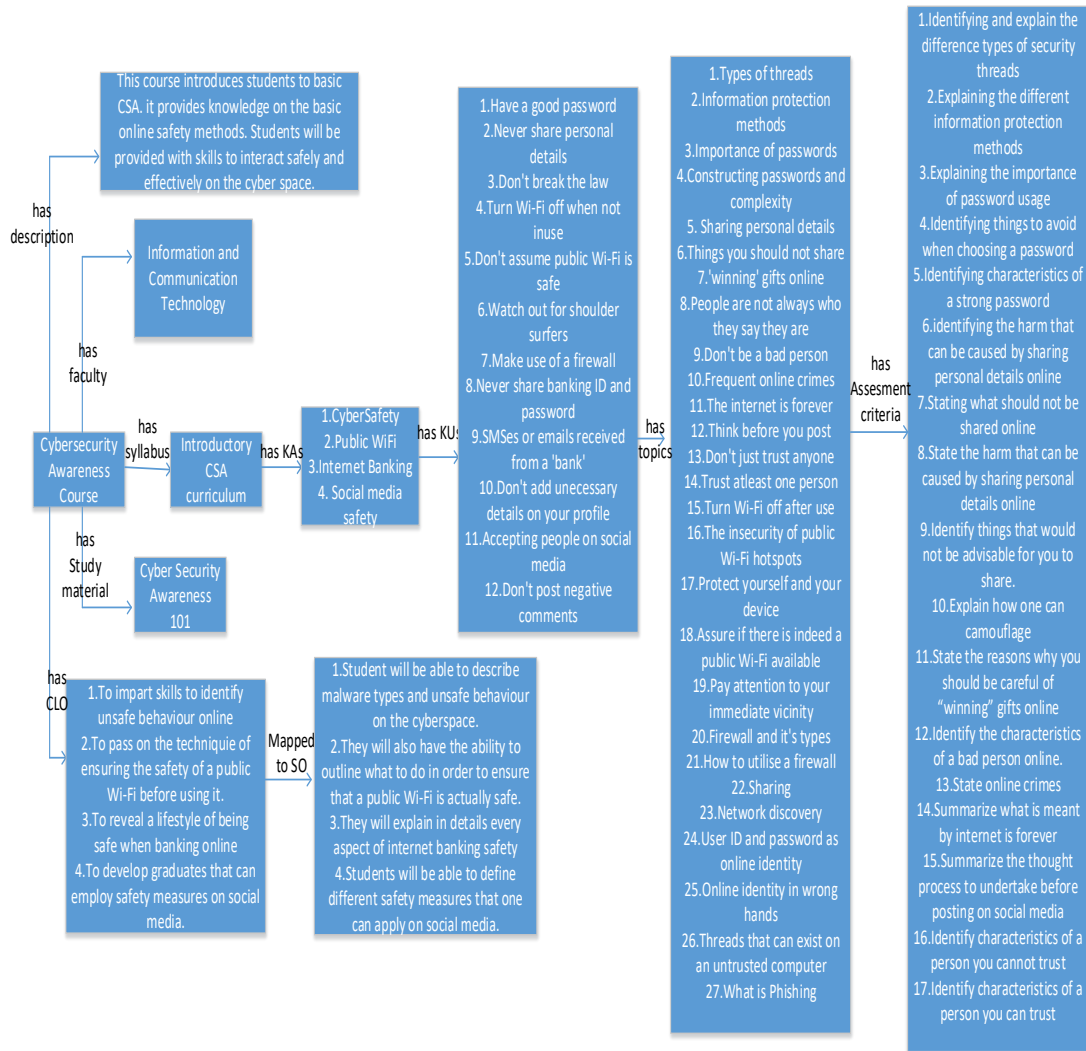 This course introduces students to basic
CSA. it provides knowledge on the basic
online safety methods. Students will be
provided with skills to interact safely and
effectively on the cyber space.
has
description
Information and
Communication
Technology
has
faculty
Cybersecurity
Awareness
Course
has
syllabus
Introductory
CSA
curriculum
has KAs
1.CyberSafety
2.Public WiFi
3.Internet Banking
4. Social media
safety
has KUs
1.Have a good password
2.Never share personal
details
3.Don't break the law
4.Turn Wi-Fi off when not
inuse
5.Don't assume public Wi-Fi is
safe
6.Watch out for shoulder
surfers
7.Make use of a firewall
8.Never share banking ID and
password
9.SMSes or emails received
from a 'bank'
10.Don't add unecessary
details on your profile
11.Accepting people on social
media
12.Don't post negative
comments
has
topics
1.Types of threads
2.Information protection
methods
3.Importance of passwords
4.Constructing passwords and
complexity
5. Sharing personal details
6.Things you should not share
7.'winning' gifts online
8.People are not always who
they say they are
9.Don't be a bad person
10.Frequent online crimes
11.The internet is forever
12.Think before you post
13.Don't just trust anyone
14.Trust atleast one person
15.Turn Wi-Fi off after use
16.The insecurity of public
Wi-Fi hotspots
17.Protect yourself and your
device
18.Assure if there is indeed a
public Wi-Fi available
19.Pay attention to your
immediate vicinity
20.Firewall and it's types
21.How to utilise a firewall
22.Sharing
23.Network discovery
24.User ID and password as
online identity
25.Online identity in wrong
hands
26.Threads that can exist on
an untrusted computer
27.What is Phishing
has
Assesment
criteria
1.Identifying and explain the
difference types of security
threads
2.Explaining the different
information protection
methods
3.Explaining the importance
of password usage
4.Identifying things to avoid
when choosing a password
5.Identifying characteristics of
a strong password
6.identifying the harm that
can be caused by sharing
personal details online
7.Stating what should not be
shared online
8.State the harm that can be
caused by sharing personal
details online
9.Identify things that would
not be advisable for you to
share.
10.Explain how one can
camouflage
11.State the reasons why you
should be careful of
“winning” gifts online
12.Identify the characteristics
of a bad person online.
13.State online crimes
14.Summarize what is meant
by internet is forever
15.Summarize the thought
process to undertake before
posting on social media
16.Identify characteristics of a
person you cannot trust
17.Identify characteristics of a
person you can trust
has
Study
material
Cyber Security
Awareness
101
has
CLO
1.To impart skills to identify
unsafe behaviour online
2.To pass on the techniquie of
ensuring the safety of a public
Wi-Fi before using it.
3.To reveal a lifestyle of being
safe when banking online
4.To develop graduates that can
employ safety measures on social
media.
Mapped
to SO
1.Student will be able to describe
malware types and unsafe behaviour
on the cyberspace.
2.They will also have the ability to
outline what to do in order to ensure
that a public Wi-Fi is actually safe.
3.They will explain in details every
aspect of internet banking safety
4.Students will be able to define
different safety measures that one
can apply on social media.